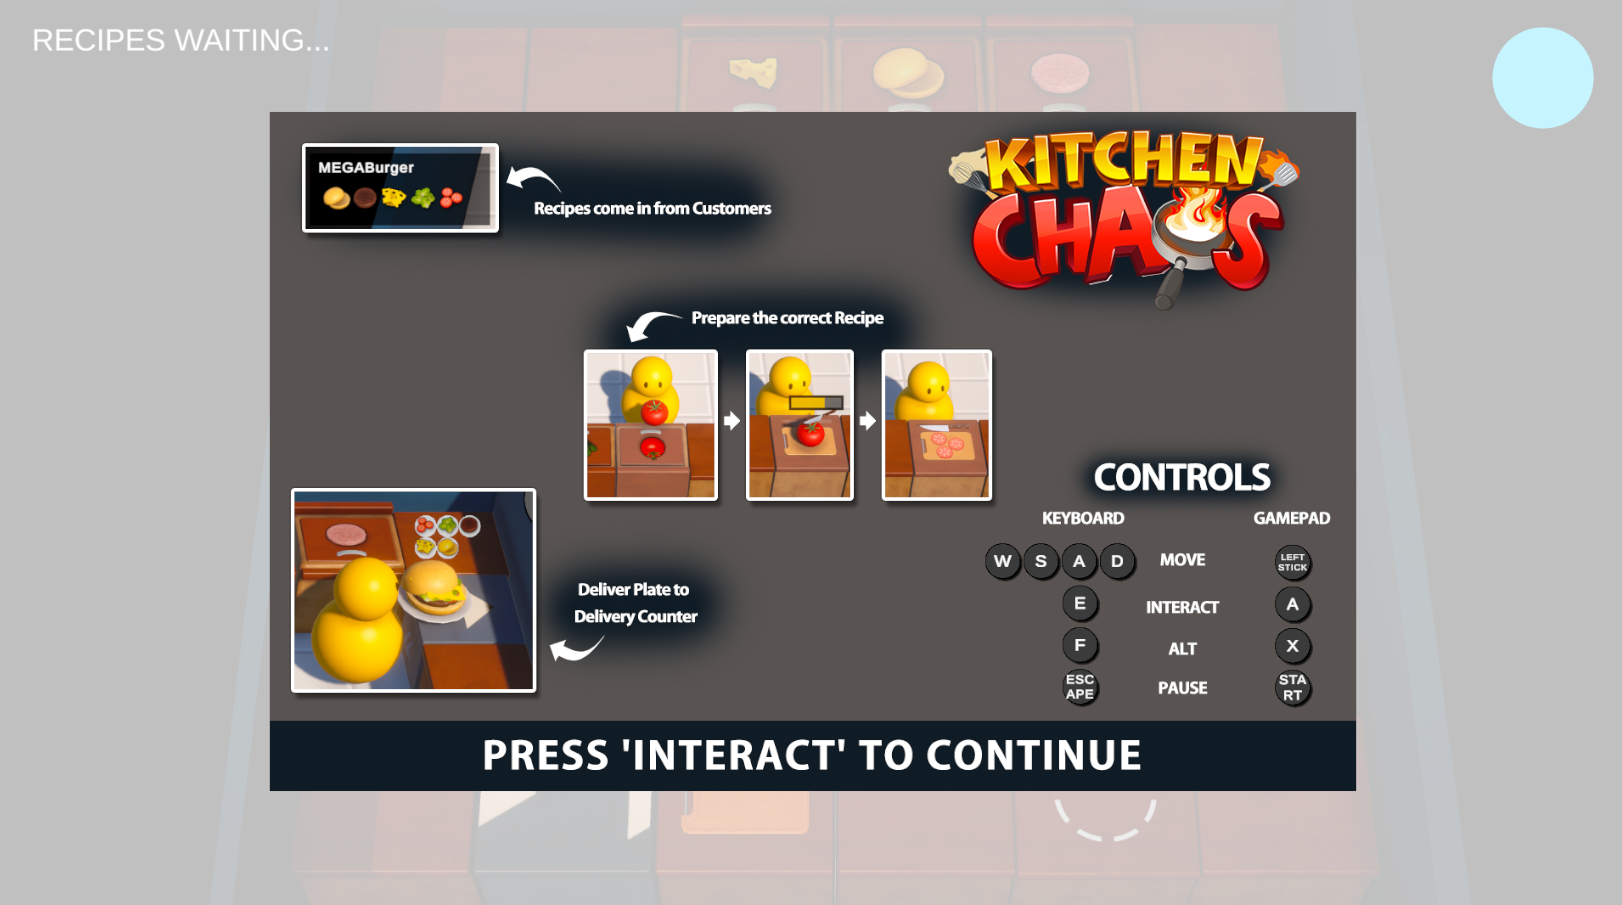 RECIPES WAITING...
MEGABurger
Recipes come in from Customers
KITCHEN
CHAOS
Prepare the correct Recipe
Deliver Plate to
Delivery Counter
CONTROLS
KEYBOARD
GAMEPAD
W S A D MOVE LEFT
STICK
E INTERACT A
F ALT X
ESC
APE PAUSE STA
RT
PRESS 'INTERACT' TO CONTINUE